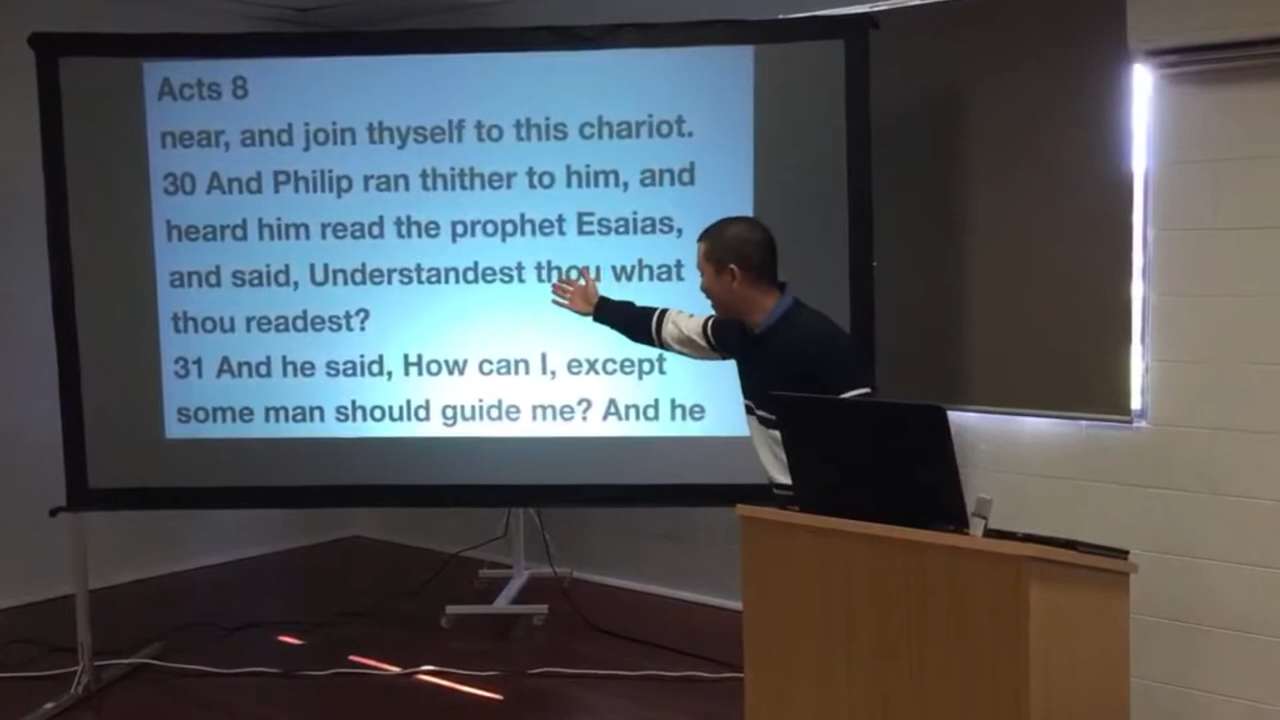 Acts 8
near, and join thyself to this chariot.
30 And Philip ran thither to him, and
heard him read the prophet Esaias,
and said, Understandest thou what
thou readest?
31 And he said, How can I, except
some man should guide me? And he